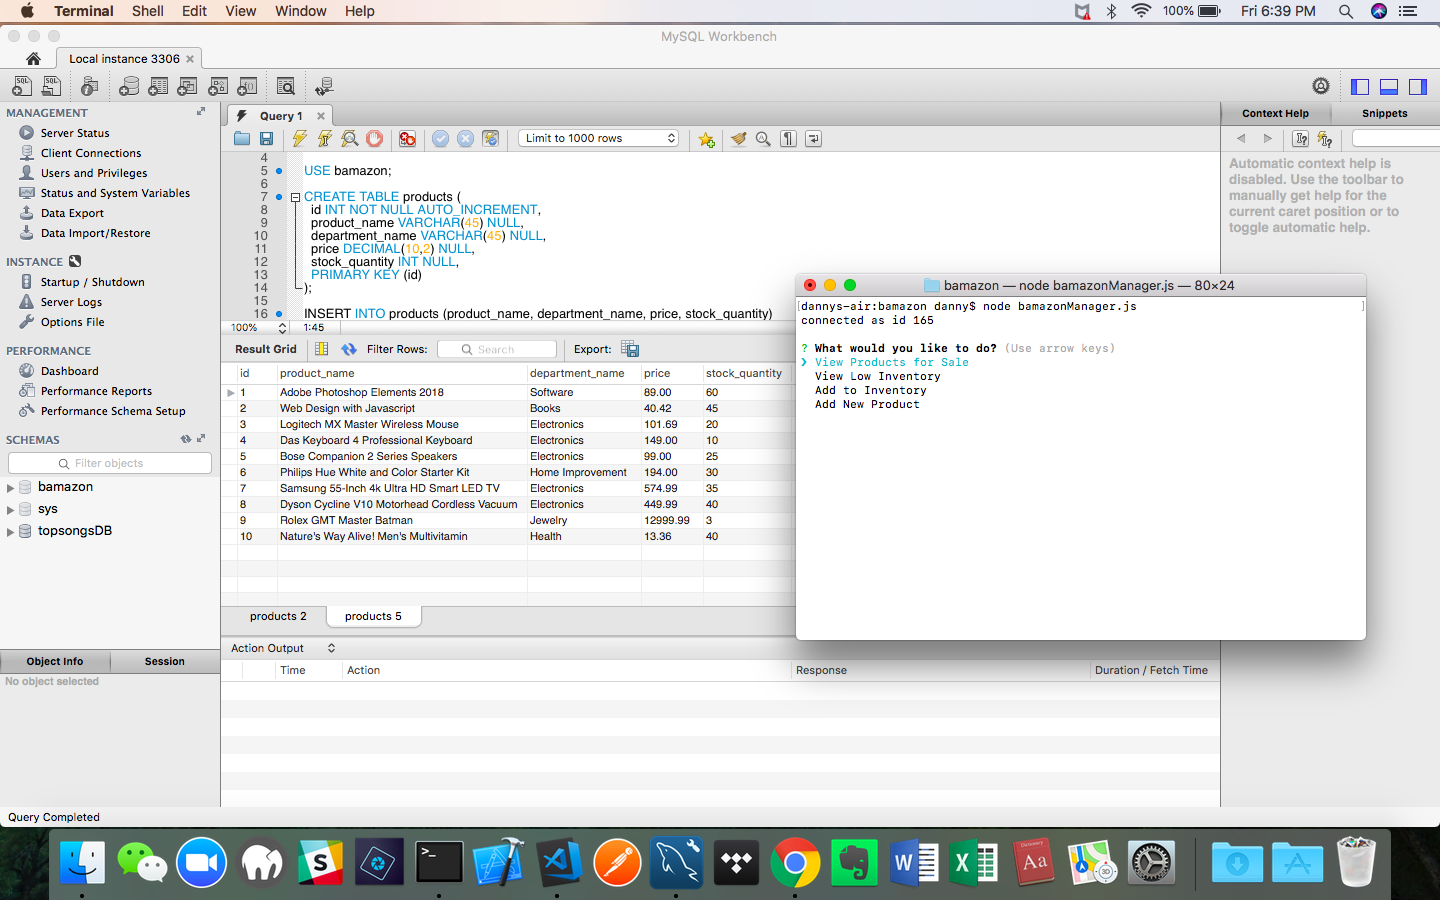 Terminal Shell Edit View Window Help 100% Fri 6:39 PM
MySQL Workbench
Local instance 3306
MANAGEMENT
Server Status
Client Connections
Users and Privileges
Status and System Variables
Data Export
Data Import/Restore
INSTANCE
Startup / Shutdown
Server Logs
Options File
PERFORMANCE
Dashboard
Performance Reports
Performance Schema Setup
SCHEMAS
Filter objects
bamazon
sys
topsongsDB
Object Info Session
No object selected
Query Completed
Query 1
Limit to 1000 rows
4
5 USE bamazon;
6
7 CREATE TABLE products (
8 id INT NOT NULL AUTO_INCREMENT,
9 product_name VARCHAR(45) NULL,
10 department_name VARCHAR(45) NULL,
11 price DECIMAL(10,2) NULL,
12 stock_quantity INT NULL,
13 PRIMARY KEY (id)
14 );
15
16 INSERT INTO products (product_name, department_name, price, stock_quantity)
100% 1:45
Result Grid Filter Rows: Search Export:
id product_name department_name price stock_quantity
1 Adobe Photoshop Elements 2018 Software 89.00 60
2 Web Design with Javascript Books 40.42 45
3 Logitech MX Master Wireless Mouse Electronics 101.69 20
4 Das Keyboard 4 Professional Keyboard Electronics 149.00 10
5 Bose Companion 2 Series Speakers Electronics 99.00 25
6 Philips Hue White and Color Starter Kit Home Improvement 194.00 30
7 Samsung 55-Inch 4k Ultra HD Smart LED TV Electronics 574.99 35
8 Dyson Cycline V10 Motorhead Cordless Vacuum Electronics 449.99 40
9 Rolex GMT Master Batman Jewelry 12999.99 3
10 Nature's Way Alive! Men's Multivitamin Health 13.36 40
products 2 products 5
Action Output
Time Action Response Duration / Fetch Time
Context Help Snippets
Automatic context help is
disabled. Use the toolbar to
manually get help for the
current caret position or to
toggle automatic help.
bamazon — node bamazonManager.js — 80×24
[dannys-air:bamazon danny$ node bamazonManager.js ]
connected as id 165
? What would you like to do? (Use arrow keys)
❯ View Products for Sale
View Low Inventory
Add to Inventory
Add New Product